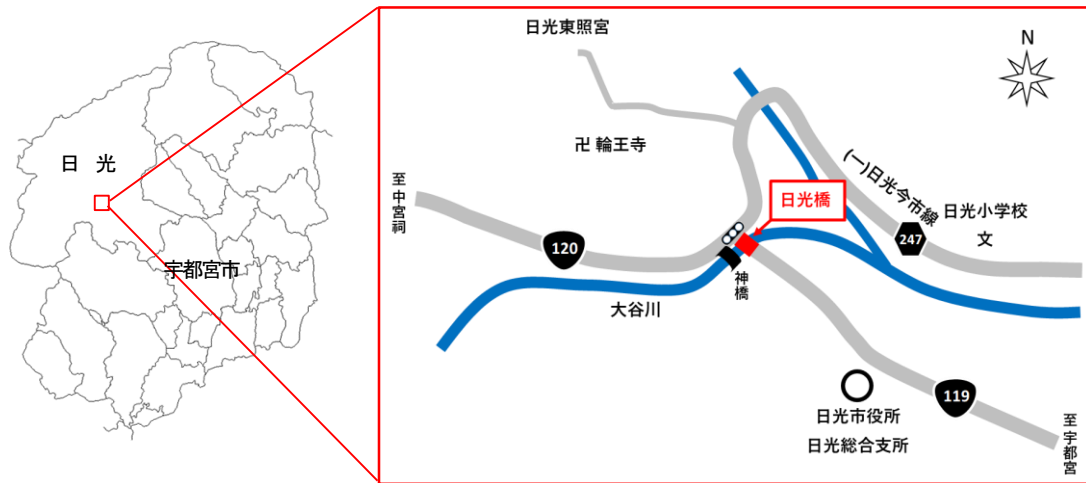 日 光
宇都宮市
日光東照宮
N
卍 輪王寺
至中宮祠
日光橋
(一)日光今市線
日光小学校
文
247
120
神橋
大谷川
119
日光市役所
日光総合支所
至宇都宮